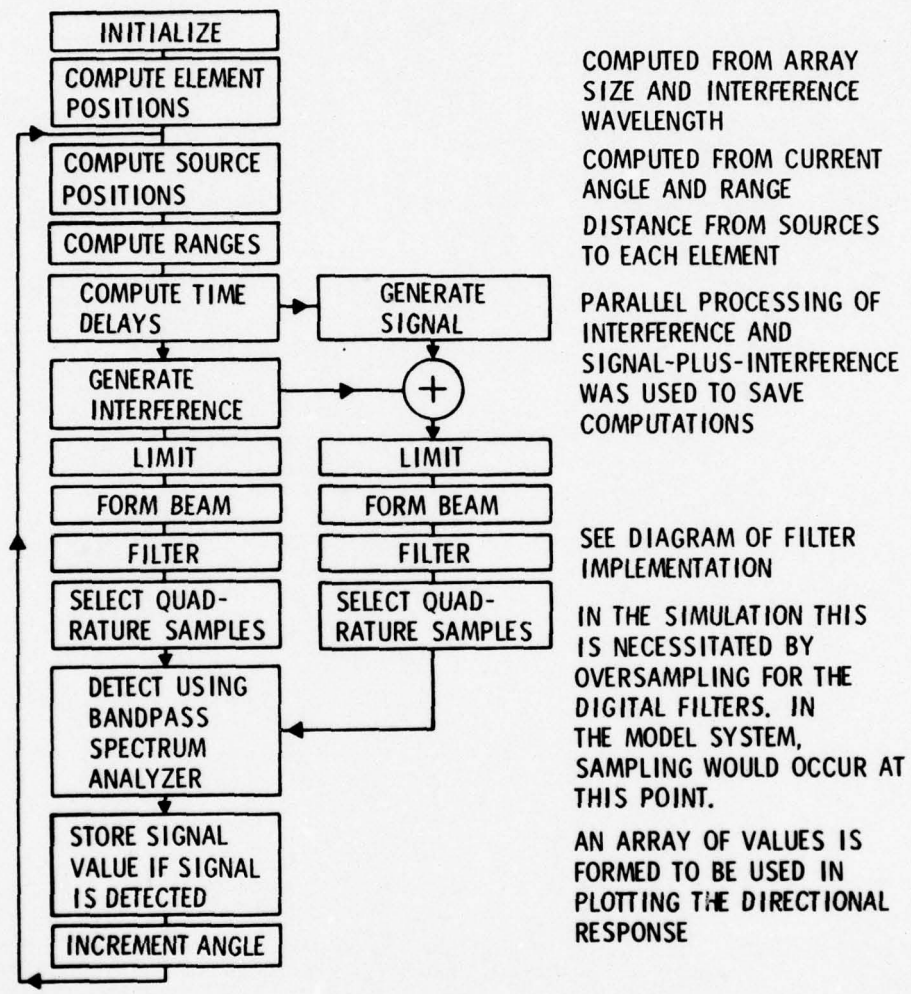 INITIALIZE
COMPUTE ELEMENT
POSITIONS
COMPUTED FROM ARRAY
SIZE AND INTERFERENCE
WAVELENGTH
COMPUTE SOURCE
POSITIONS
COMPUTED FROM CURRENT
ANGLE AND RANGE
COMPUTE RANGES
DISTANCE FROM SOURCES
TO EACH ELEMENT
COMPUTE TIME
DELAYS
GENERATE
SIGNAL
PARALLEL PROCESSING OF
INTERFERENCE AND
SIGNAL-PLUS-INTERFERENCE
WAS USED TO SAVE
COMPUTATIONS
GENERATE
INTERFERENCE
+
LIMIT
LIMIT
FORM BEAM
FORM BEAM
FILTER
FILTER
SEE DIAGRAM OF FILTER
IMPLEMENTATION
SELECT QUAD-
RATURE SAMPLES
SELECT QUAD-
RATURE SAMPLES
IN THE SIMULATION THIS
IS NECESSITATED BY
OVERSAMPLING FOR THE
DIGITAL FILTERS. IN
THE MODEL SYSTEM,
SAMPLING WOULD OCCUR AT
THIS POINT.
DETECT USING
BANDPASS
SPECTRUM
ANALYZER
STORE SIGNAL
VALUE IF SIGNAL
IS DETECTED
AN ARRAY OF VALUES IS
FORMED TO BE USED IN
PLOTTING THE DIRECTIONAL
RESPONSE
INCREMENT ANGLE